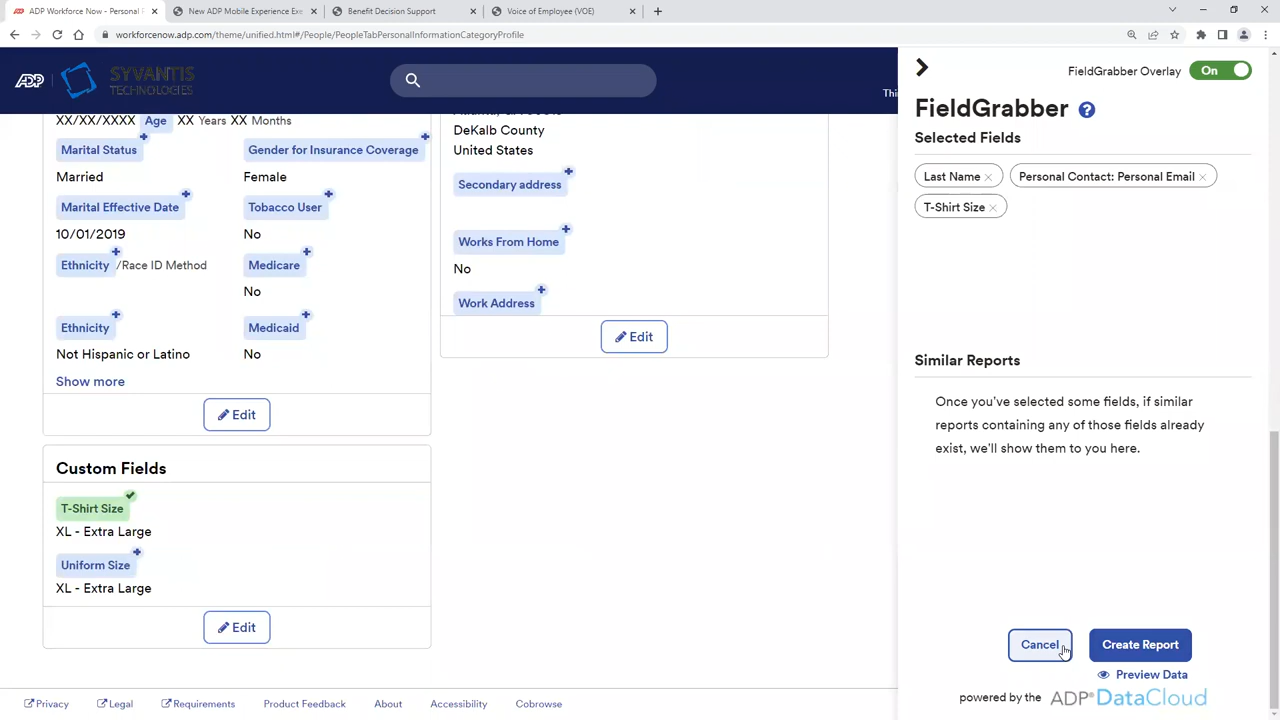 ADP Workforce Now - Personal P
New ADP Mobile Experience Exe
Benefit Decision Support
Voice of Employee (VOE)
workforcenow.adp.com/theme/unified.html#/People/PeopleTabPersonalInformationCategoryProfile
ADP
SYVANTIS
TECHNOLOGIES
Thi
XX/XX/XXXX Age XX Years XX Months
Marital Status
Married
Marital Effective Date
10/01/2019
Ethnicity /Race ID Method
Ethnicity
Not Hispanic or Latino
Show more
Gender for Insurance Coverage
Female
Tobacco User
No
Medicare
No
Medicaid
No
Edit
DeKalb County
United States
Secondary address
Works From Home
No
Work Address
Edit
Custom Fields
T-Shirt Size
XL - Extra Large
Uniform Size
XL - Extra Large
Edit
FieldGrabber Overlay On
FieldGrabber ?
Selected Fields
Last Name ×
Personal Contact: Personal Email ×
T-Shirt Size ×
Similar Reports
Once you've selected some fields, if similar
reports containing any of those fields already
exist, we'll show them to you here.
Cancel
Create Report
Preview Data
powered by the ADP® DataCloud
Privacy
Legal
Requirements
Product Feedback
About
Accessibility
Cobrowse